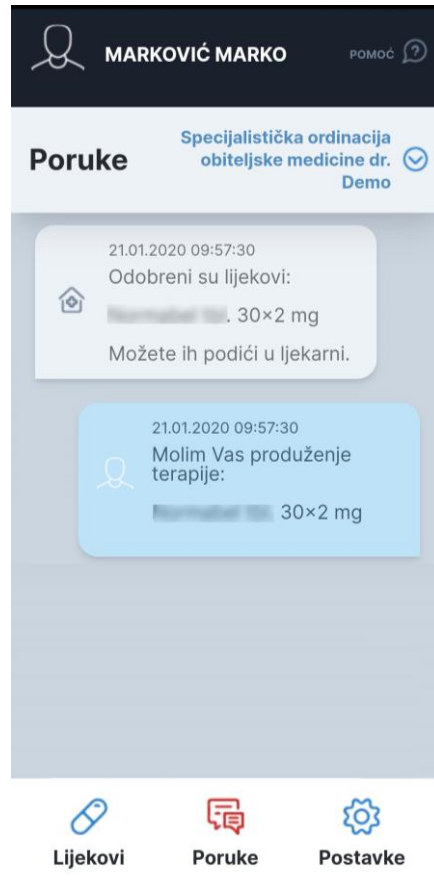 MARKOVIĆ MARKO
POMOĆ
Poruke
Specijalistička ordinacija
obiteljske medicine dr.
Demo
21.01.2020 09:57:30
Odobreni su lijekovi:
. 30×2 mg
Možete ih podići u ljekarni.
21.01.2020 09:57:30
Molim Vas produženje
terapije:
30×2 mg
Lijekovi
Poruke
Postavke